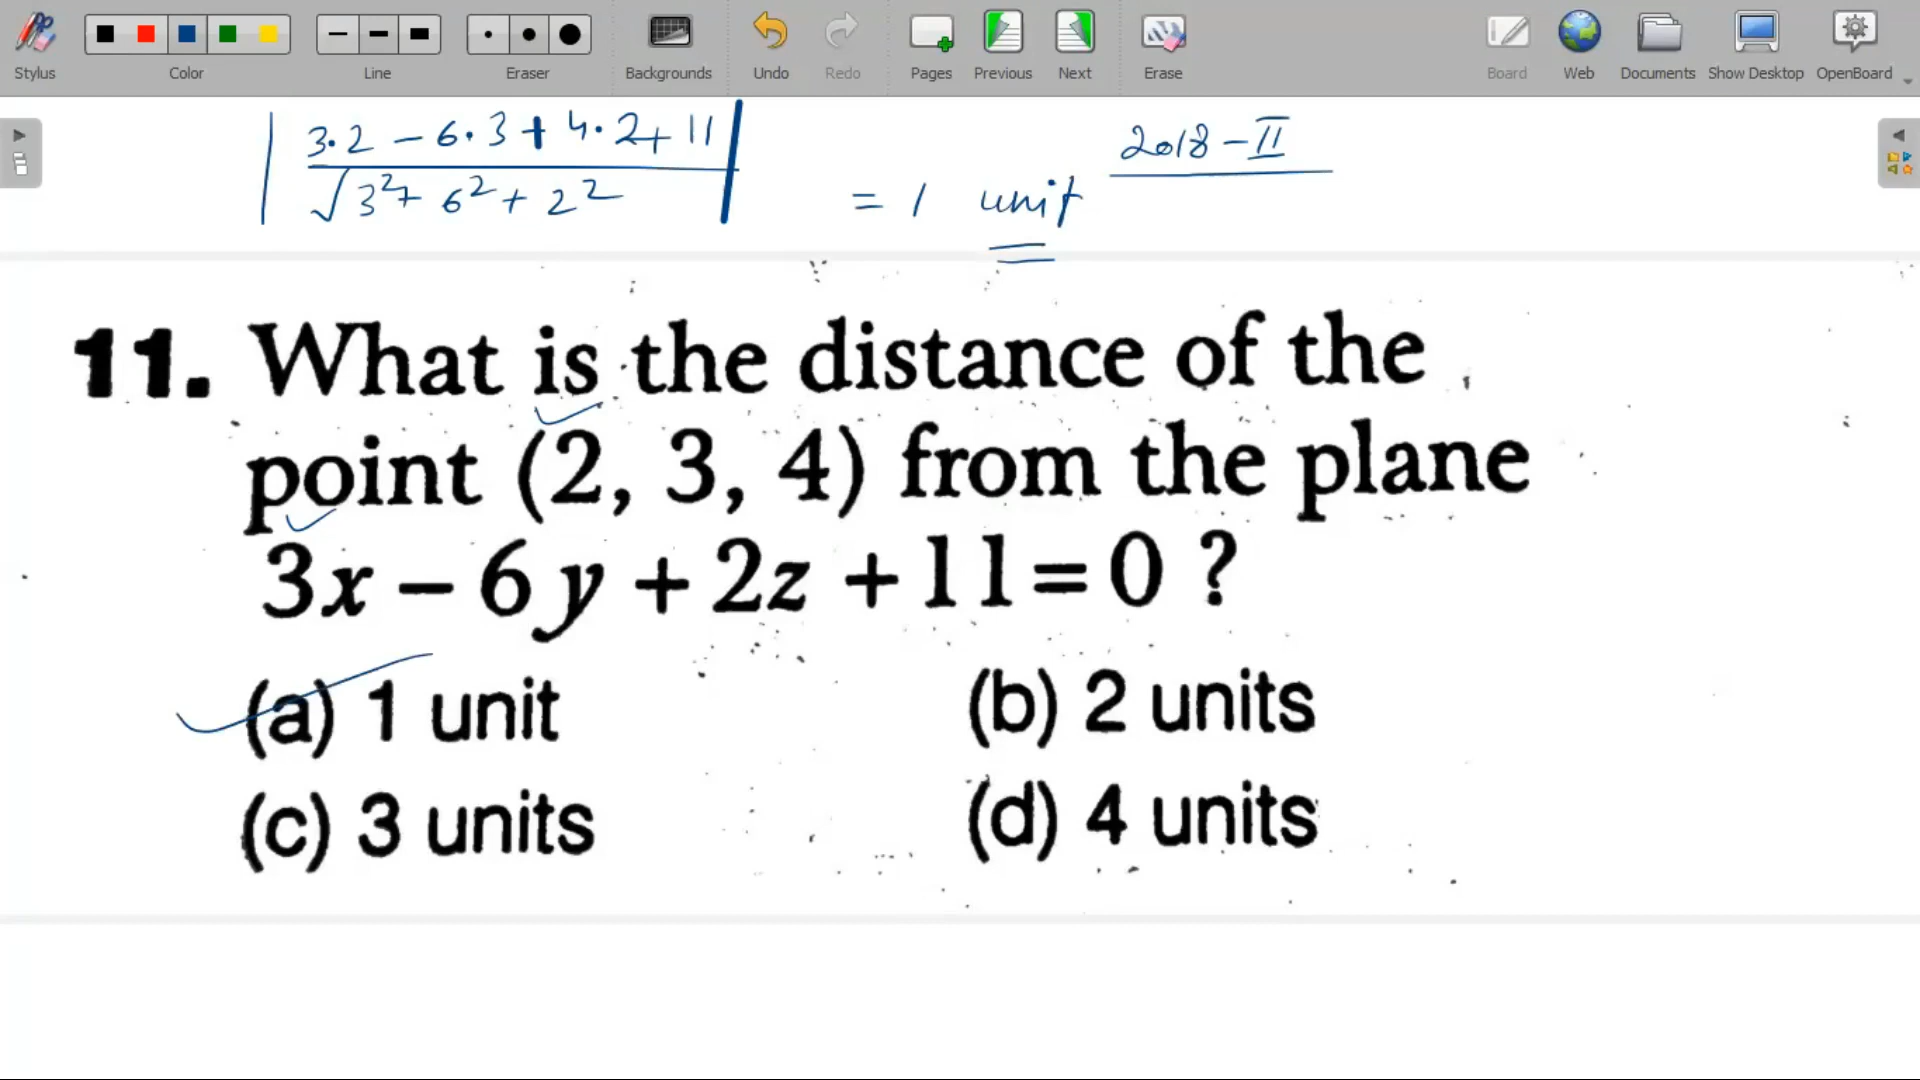 Stylus
Color
Line
Eraser
Backgrounds
Undo
Redo
Pages
Previous
Next
Erase
Board
Web
Documents
Show Desktop
OpenBoard
| 3·2 − 6·3 + 4·2 + 11 |
√3²+ 6² + 2²
= 1 unit
2018 – II
11. What is the distance of the
point (2, 3, 4) from the plane
3x − 6y + 2z + 11 = 0 ?
(a) 1 unit
(b) 2 units
(c) 3 units
(d) 4 units